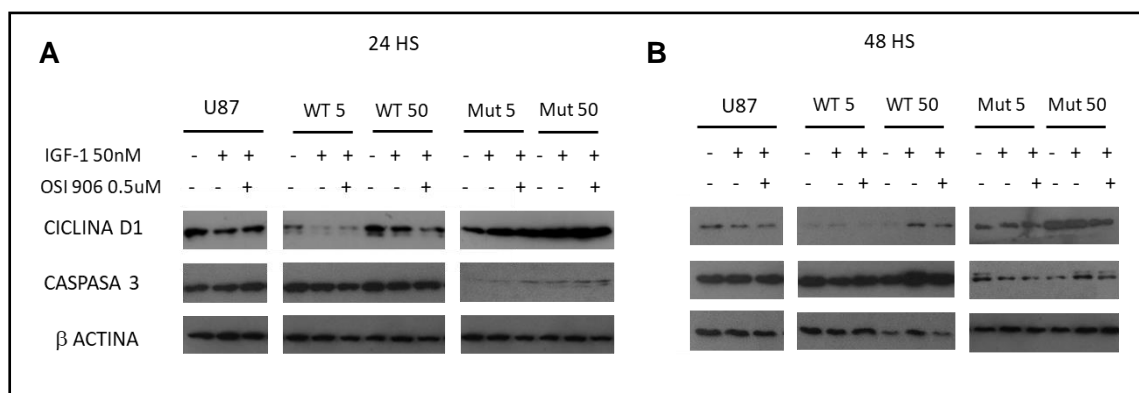 A
24 HS
U87 WT 5 WT 50 Mut 5 Mut 50
IGF-1 50nM - + + - + + - + + - + + - + +
OSI 906 0.5uM - - + - - + - - + - - + - - +
CICLINA D1
CASPASA 3
β ACTINA
B
48 HS
U87 WT 5 WT 50 Mut 5 Mut 50
- + + - + + - + + - + + - + +
- - + - - + - - + - - + - - +